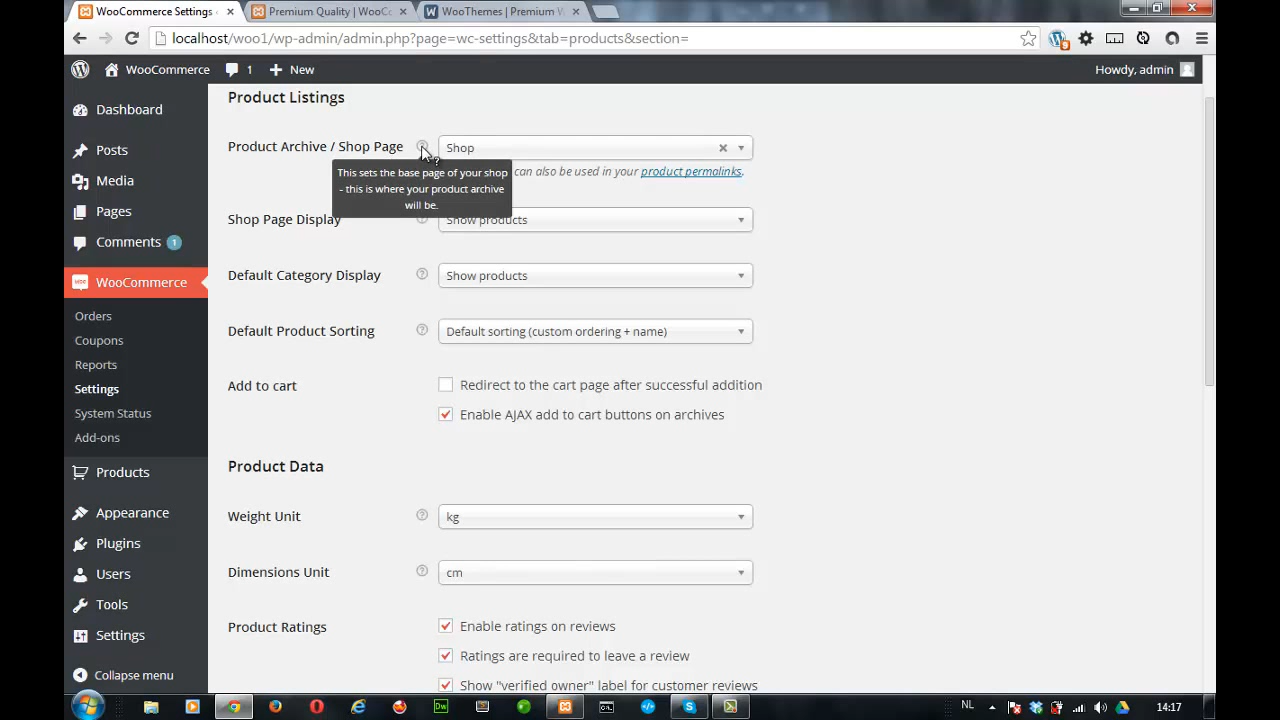 WooCommerce Settings
Premium Quality | WooCo
WooThemes | Premium W
localhost/woo1/wp-admin/admin.php?page=wc-settings&tab=products&section=
9
WooCommerce
1
New
Howdy, admin
Dashboard
Posts
Media
Pages
Comments 1
WooCommerce
Orders
Coupons
Reports
Settings
System Status
Add-ons
Products
Appearance
Plugins
Users
Tools
Settings
Collapse menu
Product Listings
Product Archive / Shop Page
Shop
This sets the base page of your shop
- this is where your product archive
will be.
can also be used in your product permalinks.
Shop Page Display
Show products
Default Category Display
Show products
Default Product Sorting
Default sorting (custom ordering + name)
Add to cart
Redirect to the cart page after successful addition
Enable AJAX add to cart buttons on archives
Product Data
Weight Unit
kg
Dimensions Unit
cm
Product Ratings
Enable ratings on reviews
Ratings are required to leave a review
Show "verified owner" label for customer reviews
NL
14:17